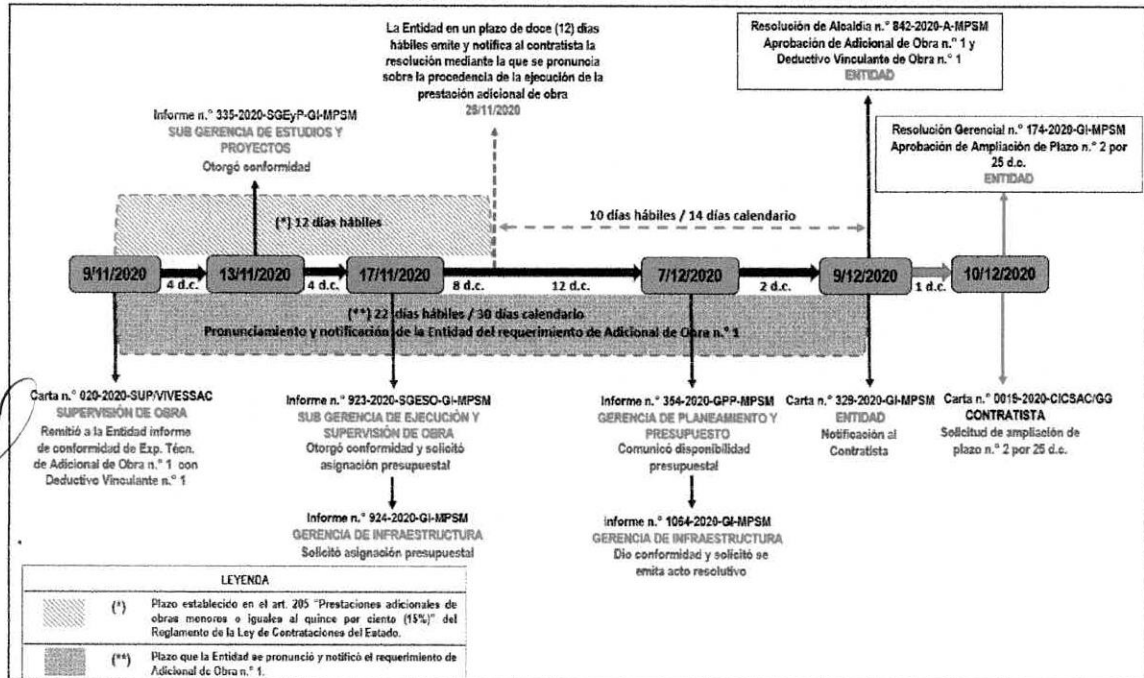 La Entidad en un plazo de doce (12) días
hábiles emite y notifica al contratista la
resolución mediante la que se pronuncia
sobre la procedencia de la ejecución de la
prestación adicional de obra
25/11/2020
Resolución de Alcaldía n.° 842-2020-A-MPSM
Aprobación de Adicional de Obra n.° 1 y
Deductivo Vinculante de Obra n.° 1
ENTIDAD
Informe n.° 335-2020-SGEyP-GI-MPSM
SUB GERENCIA DE ESTUDIOS Y
PROYECTOS
Otorgó conformidad
Resolución Gerencial n.° 174-2020-GI-MPSM
Aprobación de Ampliación de Plazo n.° 2 por
25 d.c.
ENTIDAD
(*) 12 días hábiles
10 días hábiles / 14 días calendario
9/11/2020
4 d.c.
13/11/2020
4 d.c.
17/11/2020
8 d.c.
12 d.c.
7/12/2020
2 d.c.
9/12/2020
1 d.c.
10/12/2020
(**) 22 días hábiles / 30 días calendario
Pronunciamiento y notificación de la Entidad del requerimiento de Adicional de Obra n.° 1
Carta n.° 020-2020-SUP/VIVESSAC
SUPERVISIÓN DE OBRA
Remitió a la Entidad informe
de conformidad de Exp. Técn.
de Adicional de Obra n.° 1 con
Deductivo Vinculante n.° 1
Informe n.° 923-2020-SGESO-GI-MPSM
SUB GERENCIA DE EJECUCIÓN Y
SUPERVISIÓN DE OBRA
Otorgó conformidad y solicitó
asignación presupuestal
Informe n.° 924-2020-GI-MPSM
GERENCIA DE INFRAESTRUCTURA
Solicitó asignación presupuestal
Informe n.° 354-2020-GPP-MPSM
GERENCIA DE PLANEAMIENTO Y
PRESUPUESTO
Comunicó disponibilidad
presupuestal
Informe n.° 1064-2020-GI-MPSM
GERENCIA DE INFRAESTRUCTURA
Dio conformidad y solicitó se
emita acto resolutivo
Carta n.° 329-2020-GI-MPSM
ENTIDAD
Notificación al
Contratista
Carta n.° 0019-2020-CICSAC/GG
CONTRATISTA
Solicitud de ampliación de
plazo n.° 2 por 25 d.c.
LEYENDA
(*) Plazo establecido en el art. 205 "Prestaciones adicionales de
obras menores o iguales al quince por ciento (15%)" del
Reglamento de la Ley de Contrataciones del Estado.
(**) Plazo que la Entidad se pronunció y notificó el requerimiento de
Adicional de Obra n.° 1.